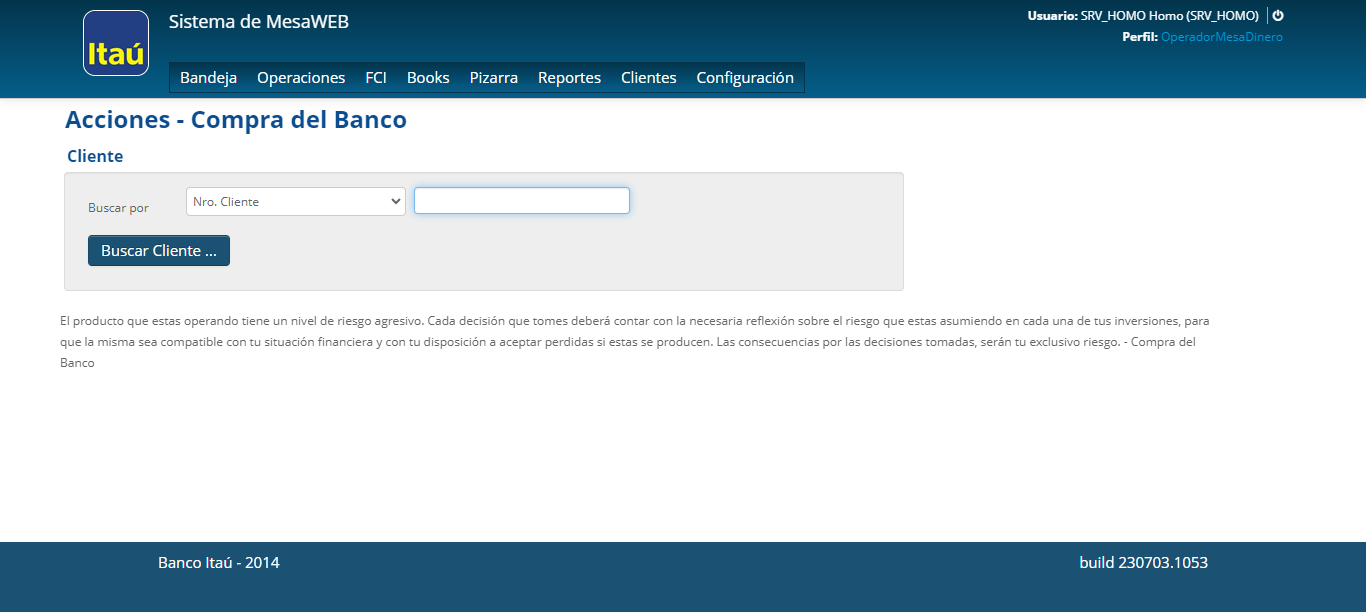 Itaú
Sistema de MesaWEB
Usuario: SRV_HOMO Homo (SRV_HOMO)
Perfil: OperadorMesaDinero
Bandeja Operaciones FCI Books Pizarra Reportes Clientes Configuración
Acciones - Compra del Banco
Cliente
Buscar por Nro. Cliente
Buscar Cliente ...
El producto que estas operando tiene un nivel de riesgo agresivo. Cada decisión que tomes deberá contar con la necesaria reflexión sobre el riesgo que estas asumiendo en cada una de tus inversiones, para
que la misma sea compatible con tu situación financiera y con tu disposición a aceptar perdidas si estas se producen. Las consecuencias por las decisiones tomadas, serán tu exclusivo riesgo. - Compra del
Banco
Banco Itaú - 2014 build 230703.1053